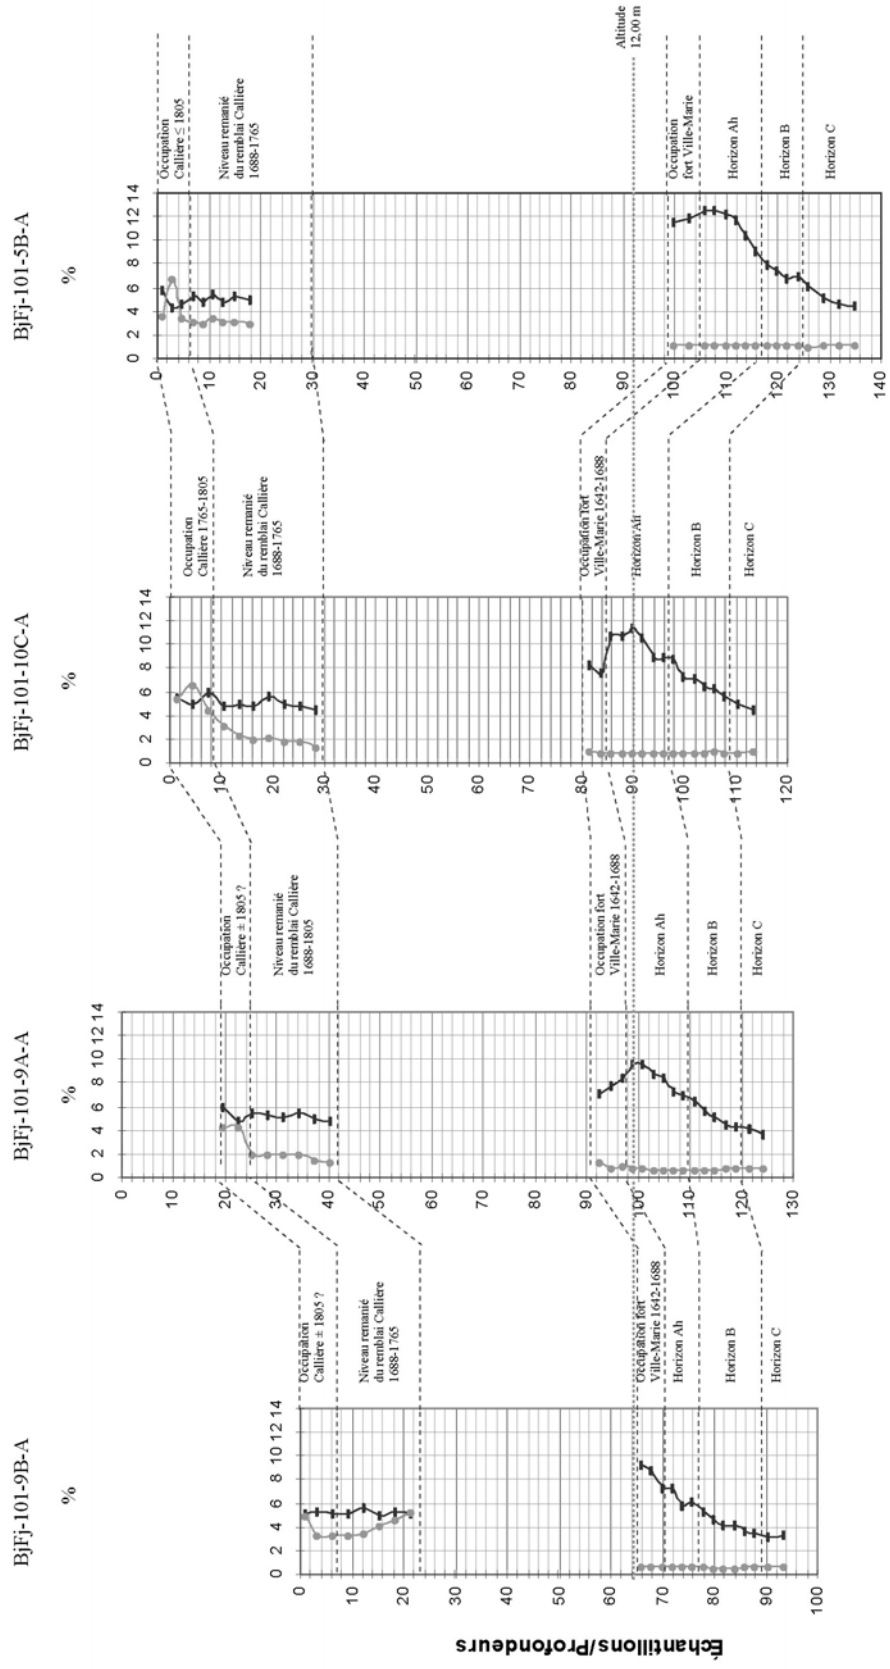 BjFj-101-9B-A
%
0 2 4 6 8 10 12 14
0
10
20
30
40
50
60
70
80
90
100
Échantillons/Profondeurs
Occupation
Callière ± 1805 ?
Niveau remanié
du remblai Callière
1688-1765
Occupation fort
Ville-Marie 1642-1688
Horizon Ah
Horizon B
Horizon C
BjFj-101-9A-A
%
0 2 4 6 8 10 12 14
0
10
20
30
40
50
60
70
80
90
100
110
120
130
Occupation
Callière ± 1805 ?
Niveau remanié
du remblai Callière
1688-1805
Occupation fort
Ville-Marie 1642-1688
Horizon Ah
Horizon B
Horizon C
BjFj-101-10C-A
%
0 2 4 6 8 10 12 14
0
10
20
30
40
50
60
70
80
90
100
110
120
Occupation
Callière 1765-1805
Niveau remanié
du remblai Callière
1688-1765
Occupation fort
Ville-Marie 1642-1688
Horizon Ah
Horizon B
Horizon C
BjFj-101-5B-A
%
0 2 4 6 8 10 12 14
0
10
20
30
40
50
60
70
80
90
100
110
120
130
140
Occupation
Callière ≤ 1805
Niveau remanié
du remblai Callière
1688-1765
Altitude
12,00 m
Occupation
fort Ville-Marie
Horizon Ah
Horizon B
Horizon C